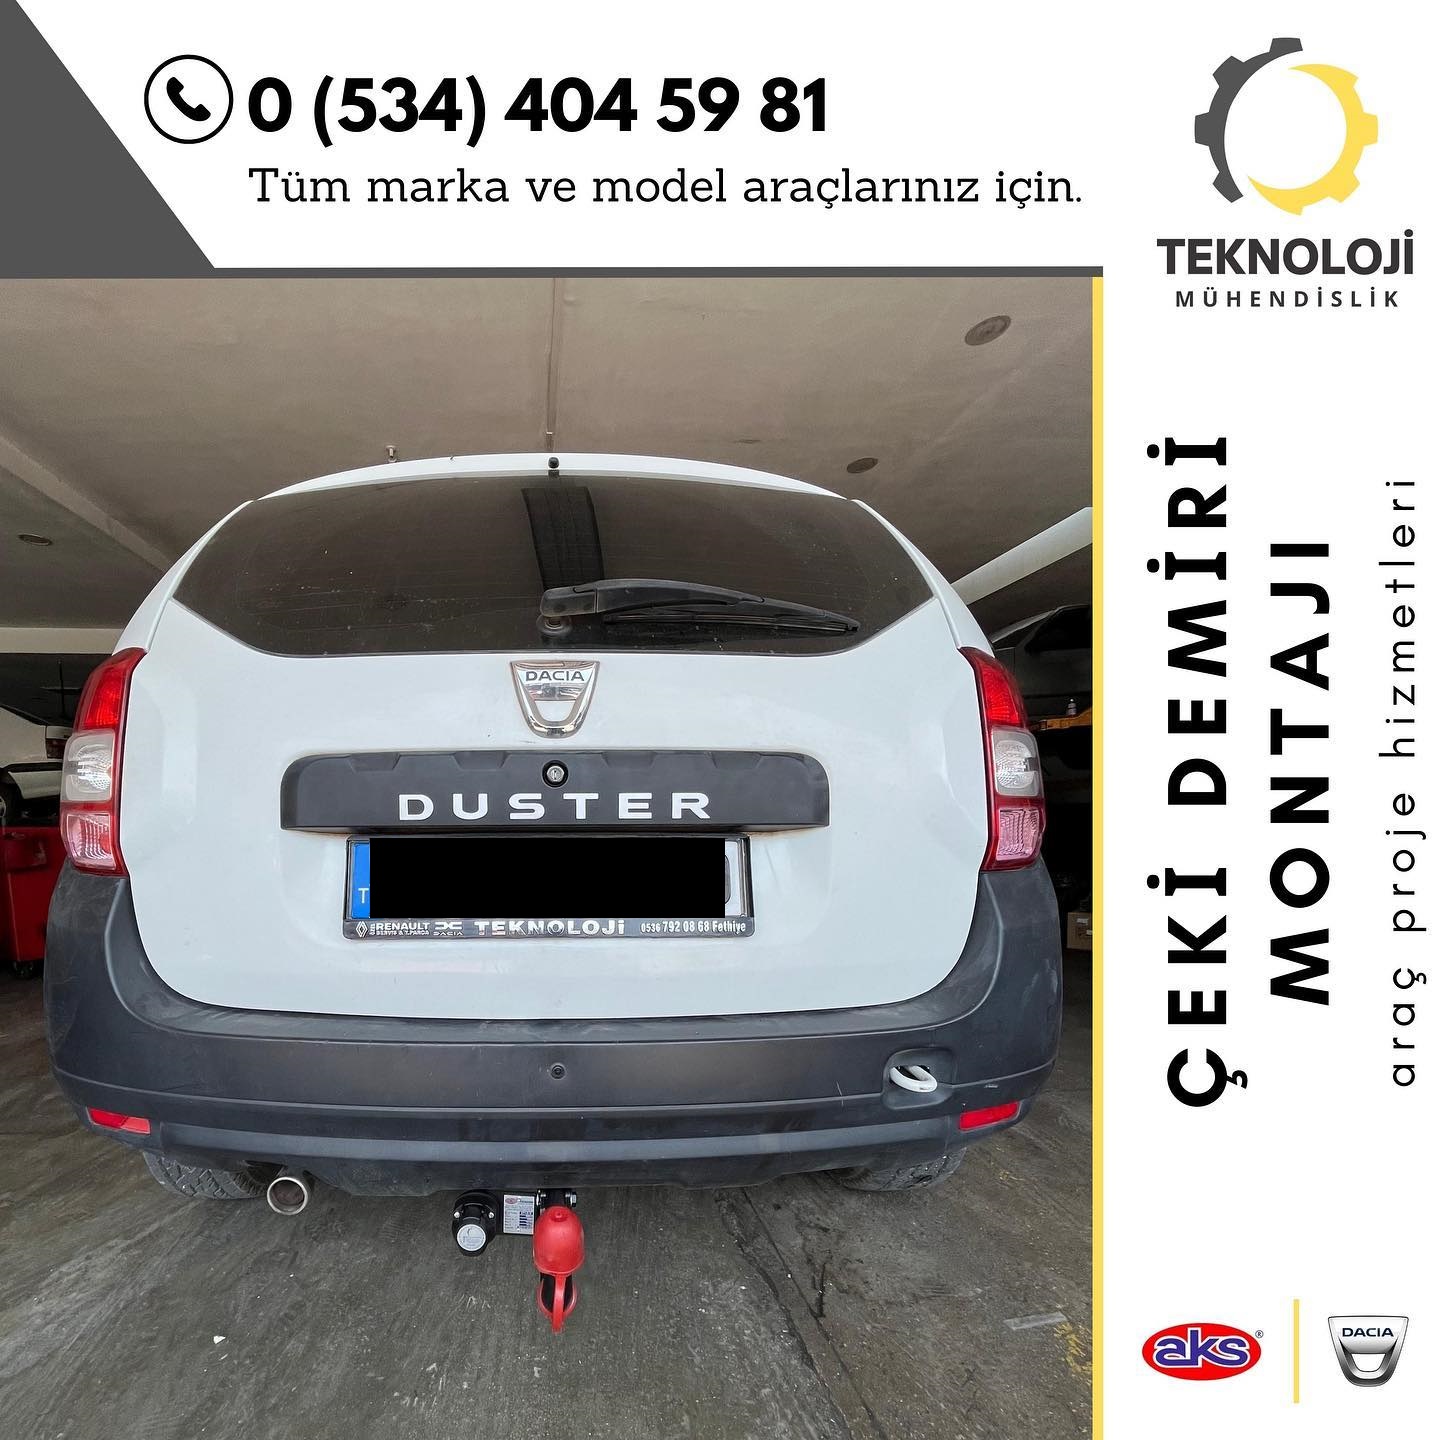 0 (534) 404 59 81
Tüm marka ve model araçlarınız için.
TEKNOLOJİ
MÜHENDİSLİK
ÇEKİ DEMİRİ
MONTAJI
araç proje hizmetleri
DACIA
DUSTER
T
RENAULT
DACIA
TEKNOLOJİ
0536 792 08 68 Fethiye
aks®
DACIA